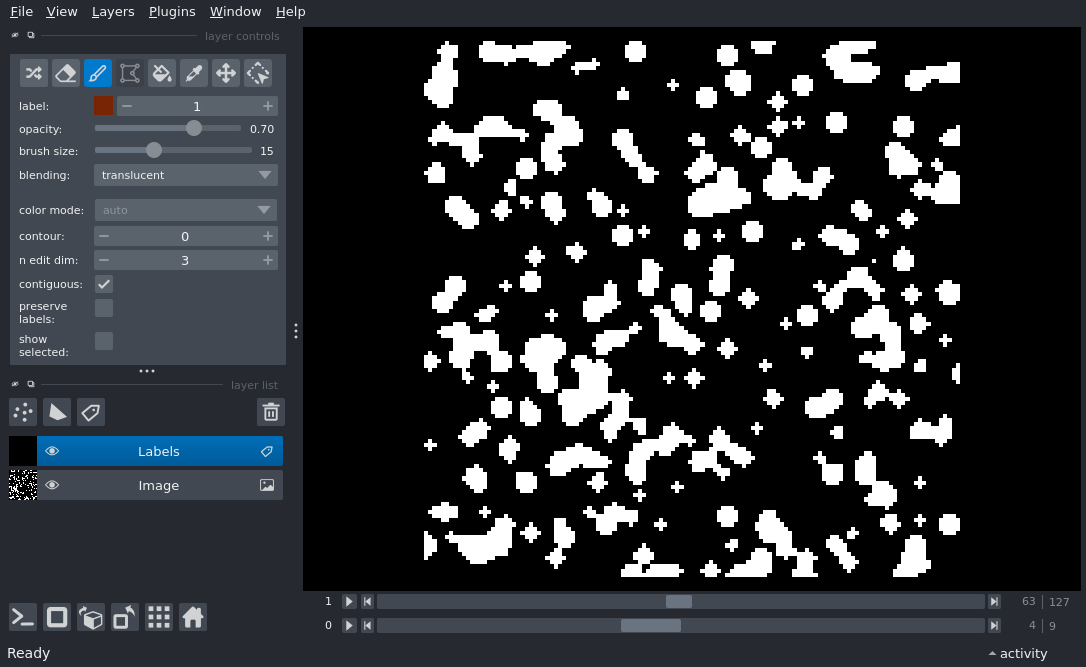 File View Layers Plugins Window Help
layer controls
label: 1
opacity: 0.70
brush size: 15
blending: translucent
color mode: auto
contour: 0
n edit dim: 3
contiguous:
preserve
labels:
show
selected:
layer list
Labels
Image
1 63 127
0 4 9
Ready activity